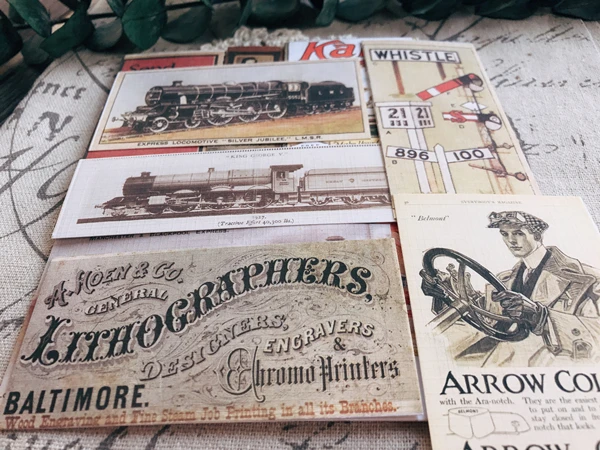 Ka
WHISTLE
EXPRESS LOCOMOTIVE "SILVER JUBILEE," L.M.S.R.
21 21
A
B
896 100
"KING GEORGE V."
(Tractive Effort 40,300 lbs.)
"Belmont"
A. HOEN & CO.
GENERAL
LITHOGRAPHERS,
DESIGNERS,
ENGRAVERS
&
Chromo Printers
BALTIMORE.
Wood Engraving and Fine Steam Job Printing in all its Branches.
ARROW COL
with the Ara-notch. They are the easiest
to put on and to
stay closed in
notch that locks.
BELMONT
ARROW